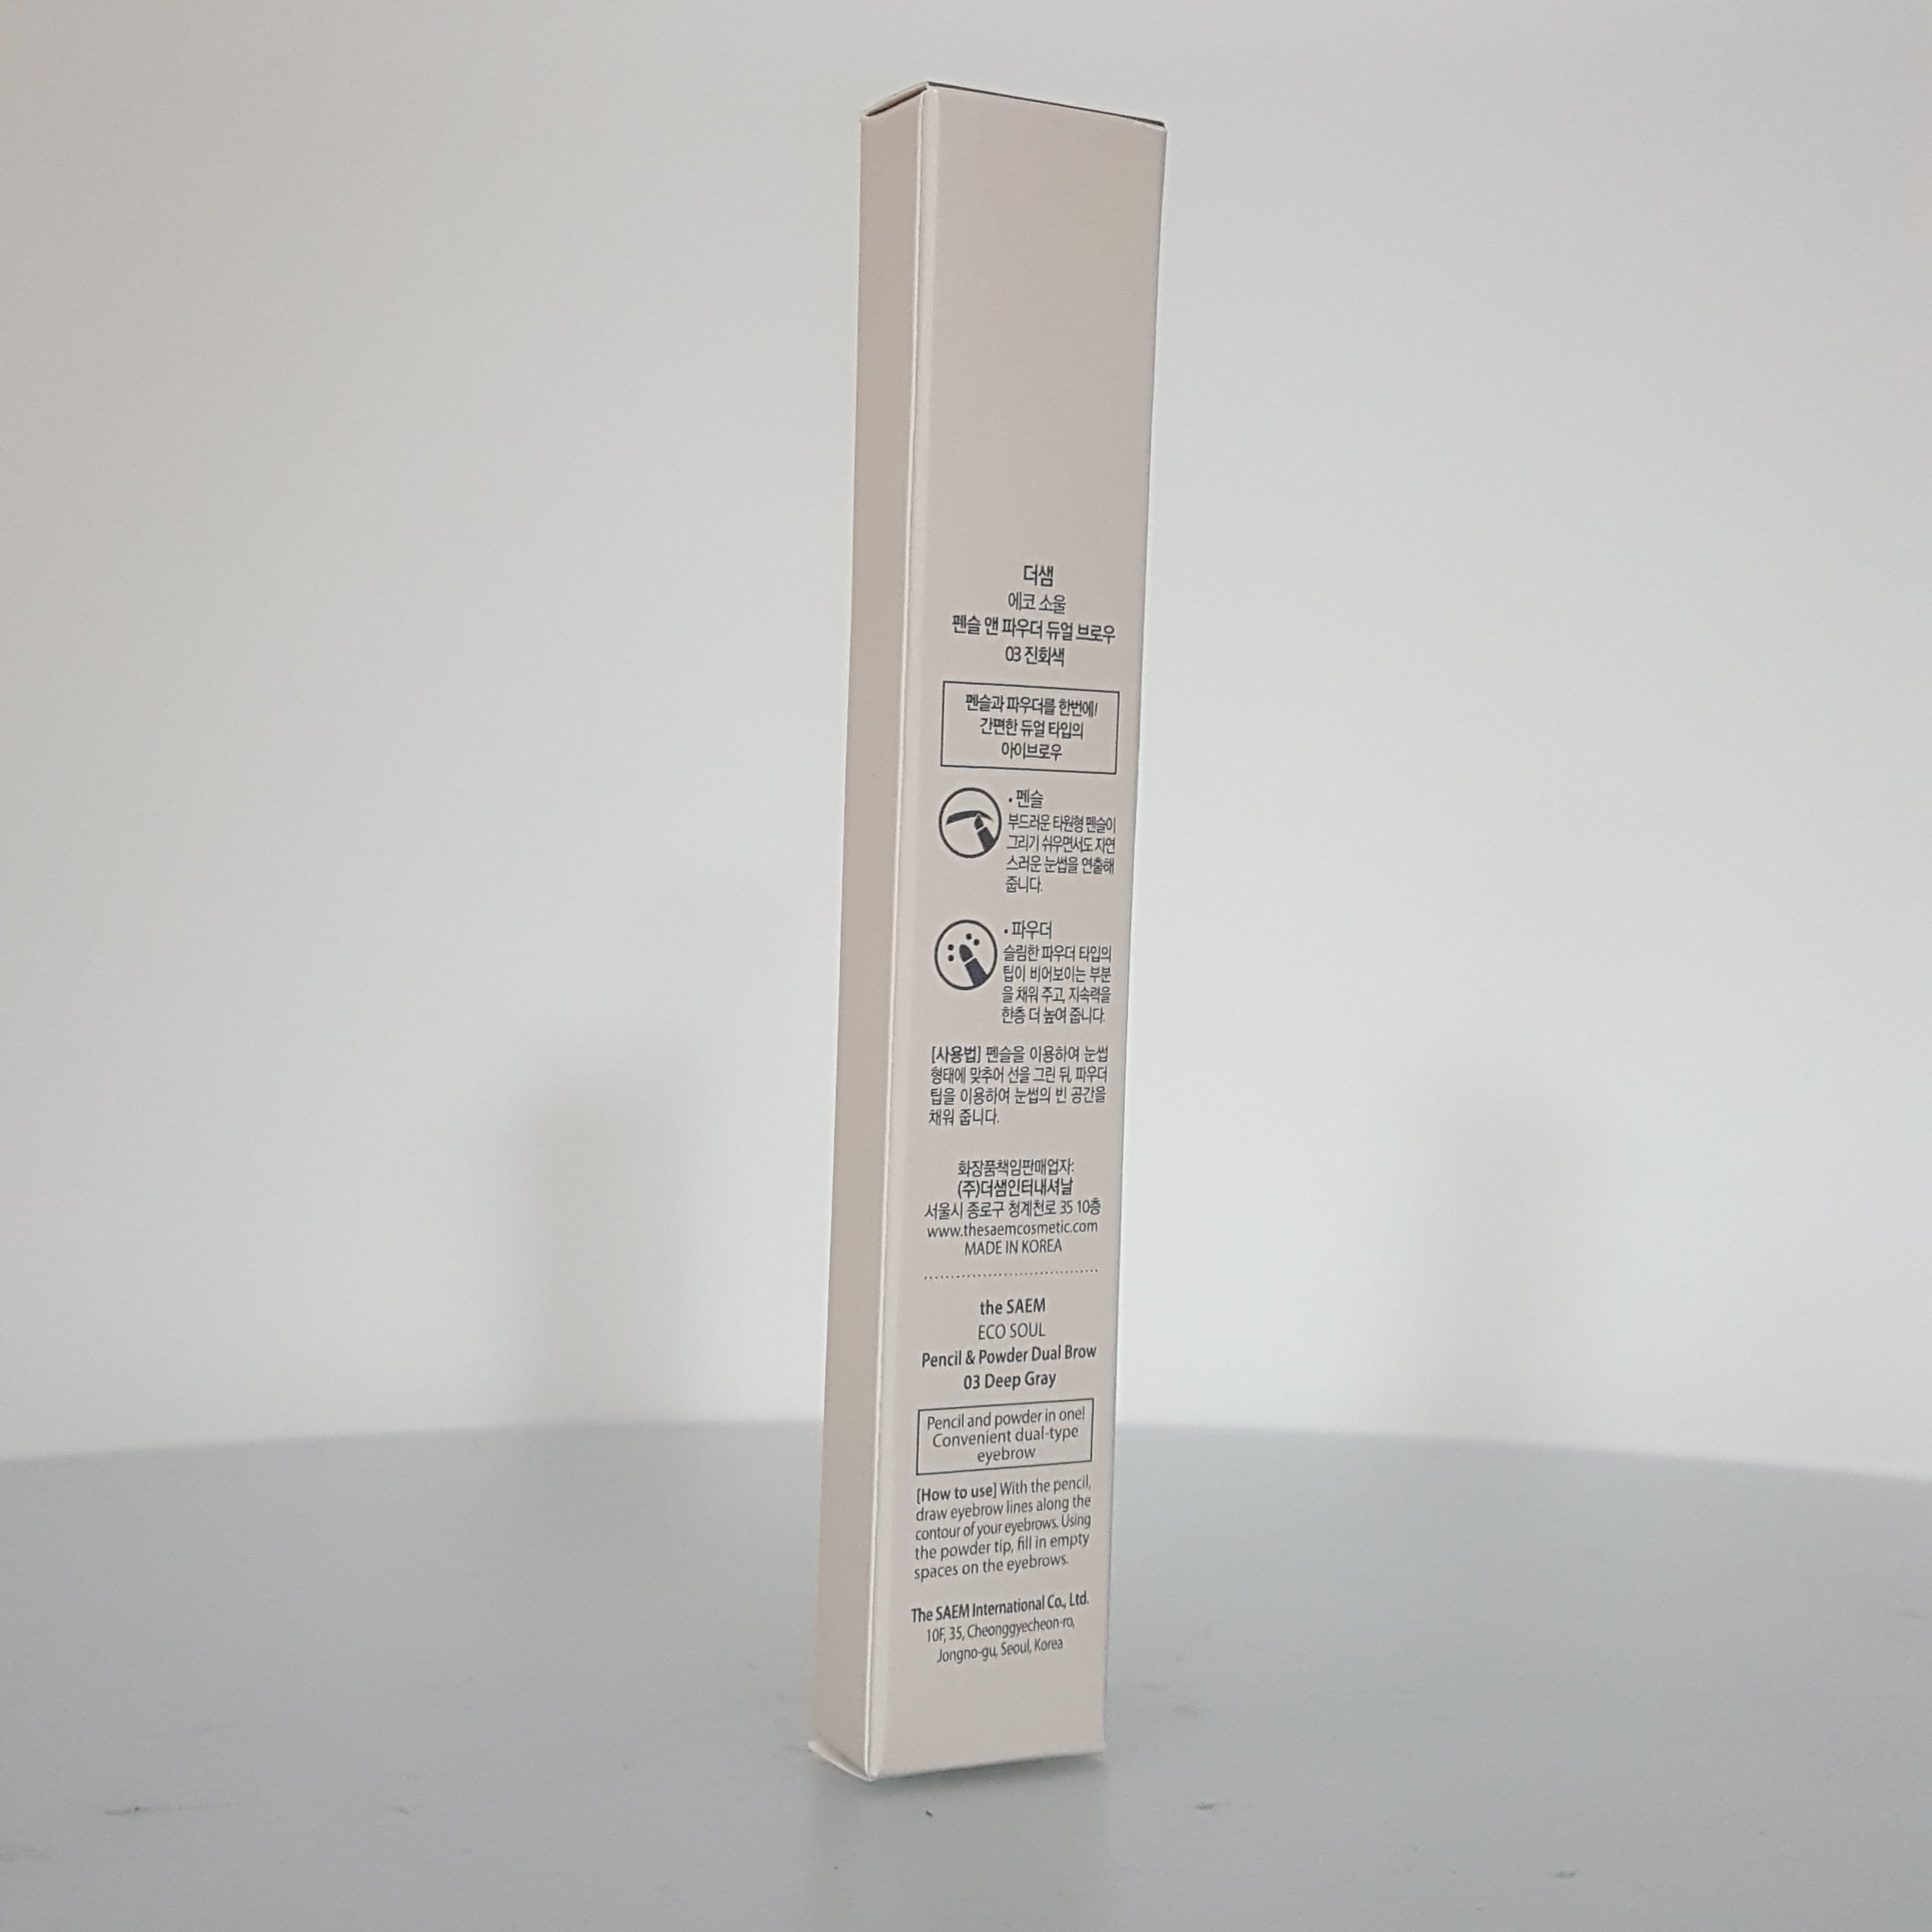 더샘
에코 소울
펜슬 앤 파우더 듀얼 브로우
03 진회색
펜슬과 파우더를 한번에!
간편한 듀얼 타입의
아이브로우
• 펜슬
부드러운 타원형 펜슬이
그리기 쉬우면서도 자연
스러운 눈썹을 연출해
줍니다.
• 파우더
슬림한 파우더 타입의
팁이 비어보이는 부분
을 채워 주고, 지속력을
한층 더 높여 줍니다.
[사용법] 펜슬을 이용하여 눈썹
형태에 맞추어 선을 그린 뒤, 파우더
팁을 이용하여 눈썹의 빈 공간을
채워 줍니다.
화장품책임판매업자:
(주)더샘인터내셔날
서울시 종로구 청계천로 35 10층
www.thesaemcosmetic.com
MADE IN KOREA
the SAEM
ECO SOUL
Pencil & Powder Dual Brow
03 Deep Gray
Pencil and powder in one!
Convenient dual-type
eyebrow
[How to use] With the pencil,
draw eyebrow lines along the
contour of your eyebrows. Using
the powder tip, fill in empty
spaces on the eyebrows.
The SAEM International Co., Ltd.
10F, 35, Cheonggyecheon-ro,
Jongno-gu, Seoul, Korea